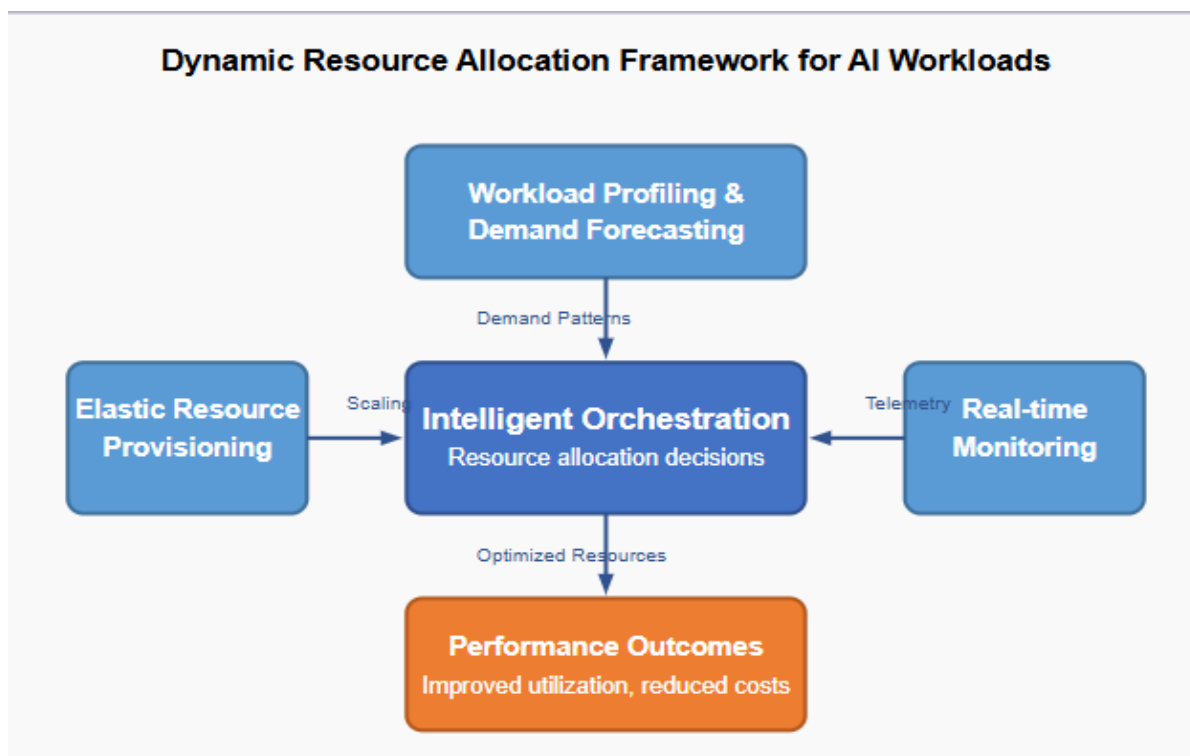 Dynamic Resource Allocation Framework for AI Workloads
Workload Profiling &
Demand Forecasting
Demand Patterns
Elastic Resource
Provisioning
Scaling
Intelligent Orchestration
Resource allocation decisions
Telemetry
Real-time
Monitoring
Optimized Resources
Performance Outcomes
Improved utilization, reduced costs